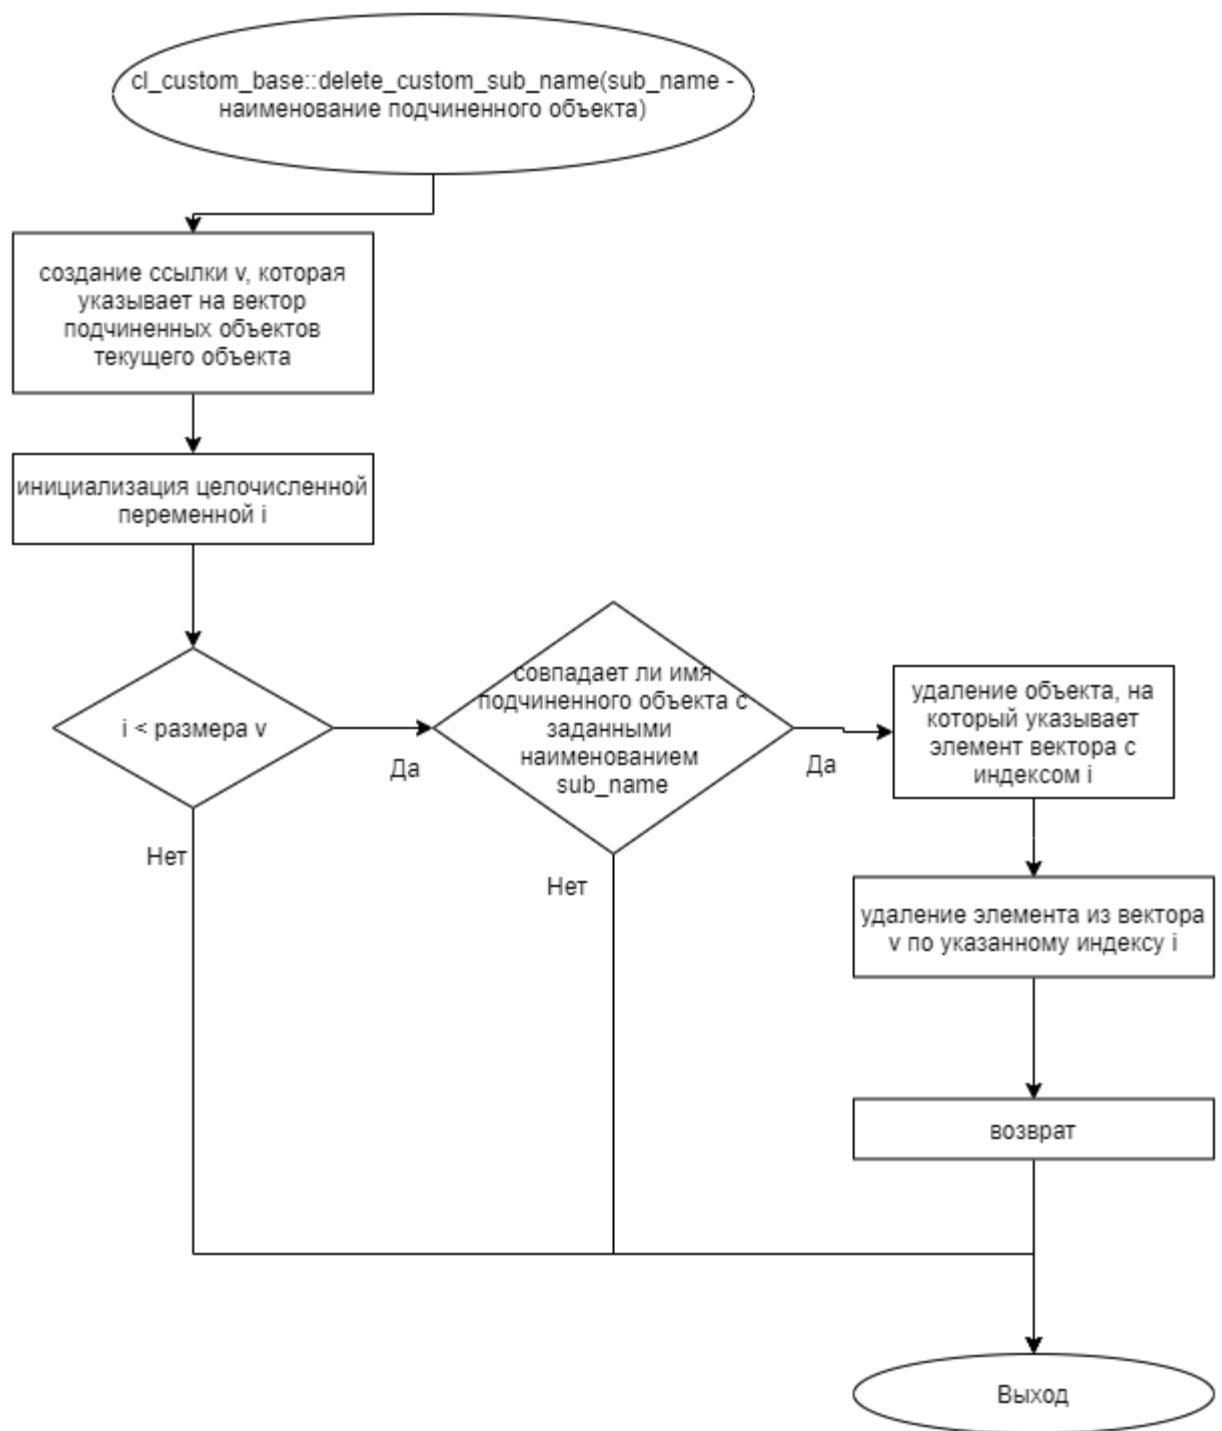 cl_custom_base::delete_custom_sub_name(sub_name -
наименование подчиненного объекта)
создание ссылки v, которая
указывает на вектор
подчиненных объектов
текущего объекта
инициализация целочисленной
переменной i
i < размера v
Да
Нет
совпадает ли имя
подчиненного объекта с
заданными
наименованием
sub_name
Да
Нет
удаление объекта, на
который указывает
элемент вектора с
индексом i
удаление элемента из вектора
v по указанному индексу i
возврат
Выход